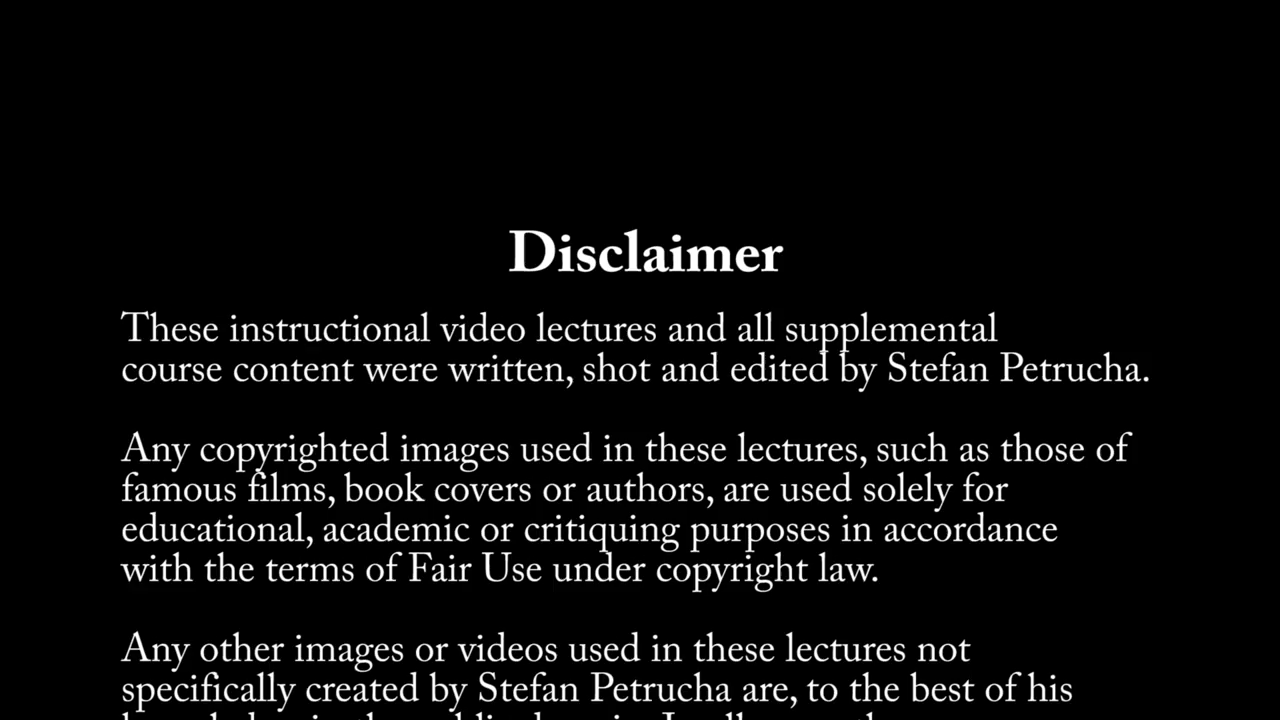 Disclaimer
These instructional video lectures and all supplemental
course content were written, shot and edited by Stefan Petrucha.
Any copyrighted images used in these lectures, such as those of
famous films, book covers or authors, are used solely for
educational, academic or critiquing purposes in accordance
with the terms of Fair Use under copyright law.
Any other images or videos used in these lectures not
specifically created by Stefan Petrucha are, to the best of his